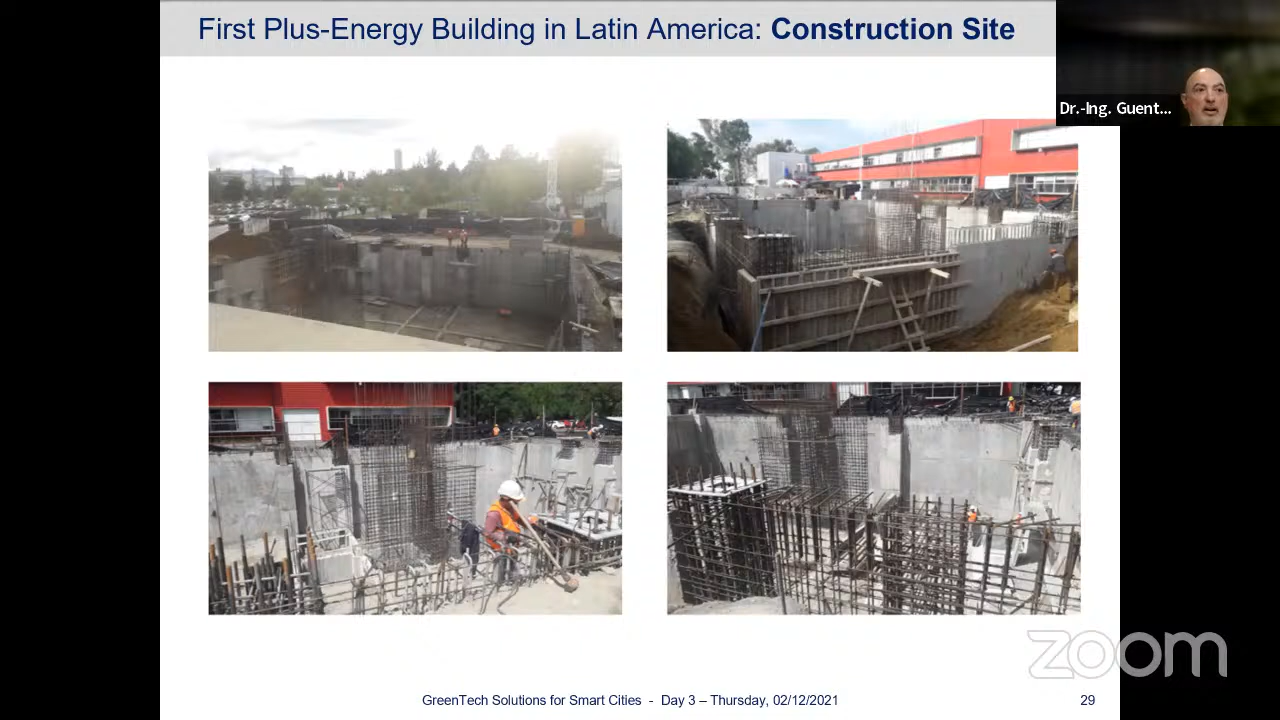 First Plus-Energy Building in Latin America: Construction Site
Dr.-Ing. Guent...
zoom
GreenTech Solutions for Smart Cities - Day 3 – Thursday, 02/12/2021
29